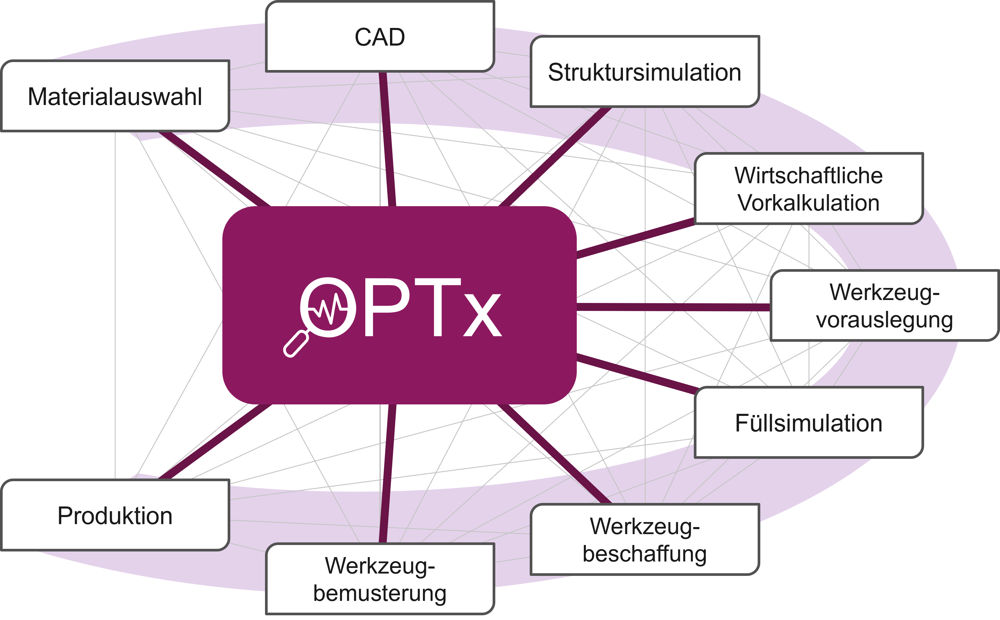 CAD
Struktursimulation
Materialauswahl
Wirtschaftliche
Vorkalkulation
OPTx
Werkzeug-
vorauslegung
Füllsimulation
Produktion
Werkzeug-
beschaffung
Werkzeug-
bemusterung